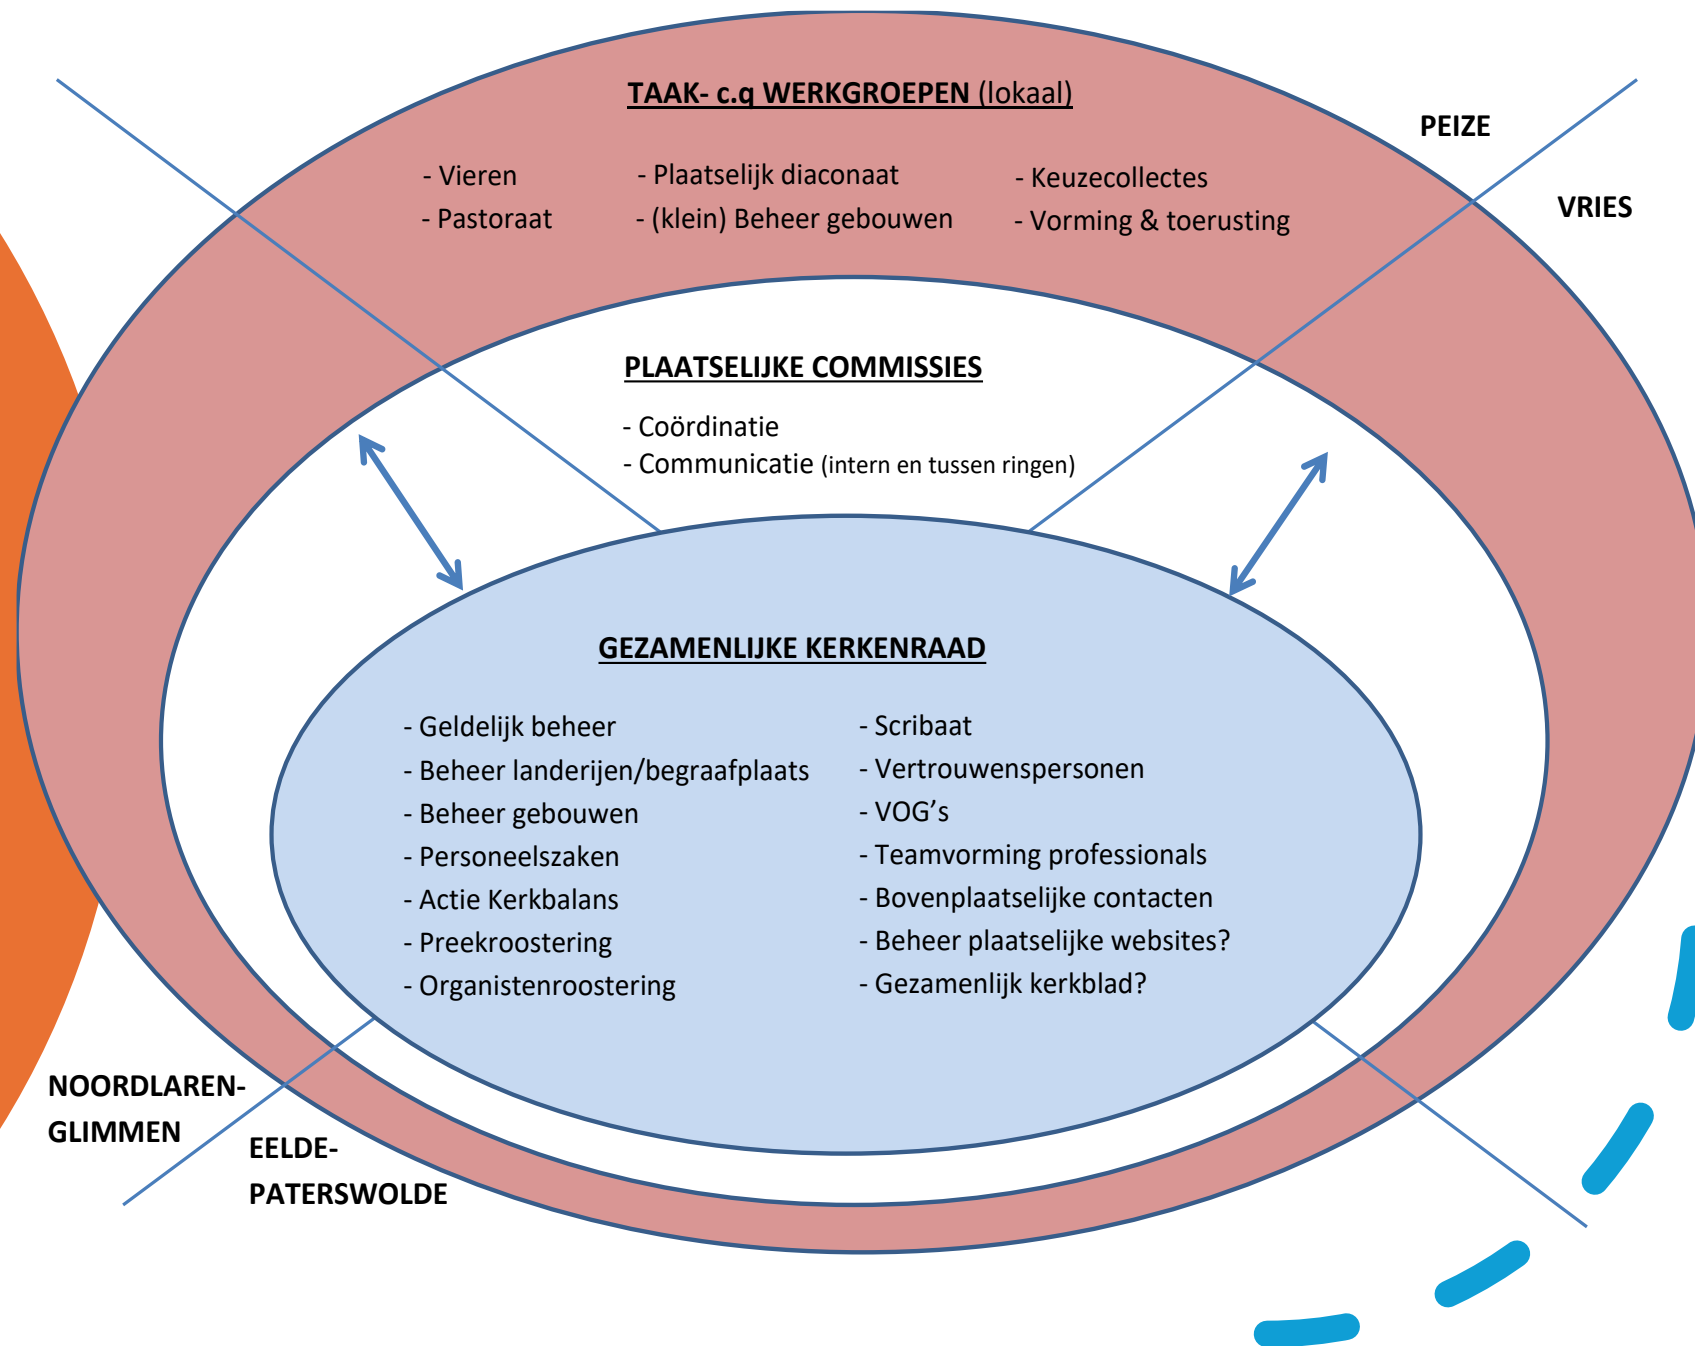 TAAK- c.q WERKGROEPEN (lokaal)
PEIZE
VRIES
- Vieren
- Pastoraat
- Plaatselijk diaconaat
- (klein) Beheer gebouwen
- Keuzecollectes
- Vorming & toerusting
PLAATSELIJKE COMMISSIES
- Coördinatie
- Communicatie (intern en tussen ringen)
GEZAMENLIJKE KERKENRAAD
- Geldelijk beheer
- Beheer landerijen/begraafplaats
- Beheer gebouwen
- Personeelszaken
- Actie Kerkbalans
- Preekroostering
- Organistenroostering
- Scribaat
- Vertrouwenspersonen
- VOG’s
- Teamvorming professionals
- Bovenplaatselijke contacten
- Beheer plaatselijke websites?
- Gezamenlijk kerkblad?
NOORDLAREN-
GLIMMEN
EELDE-
PATERSWOLDE